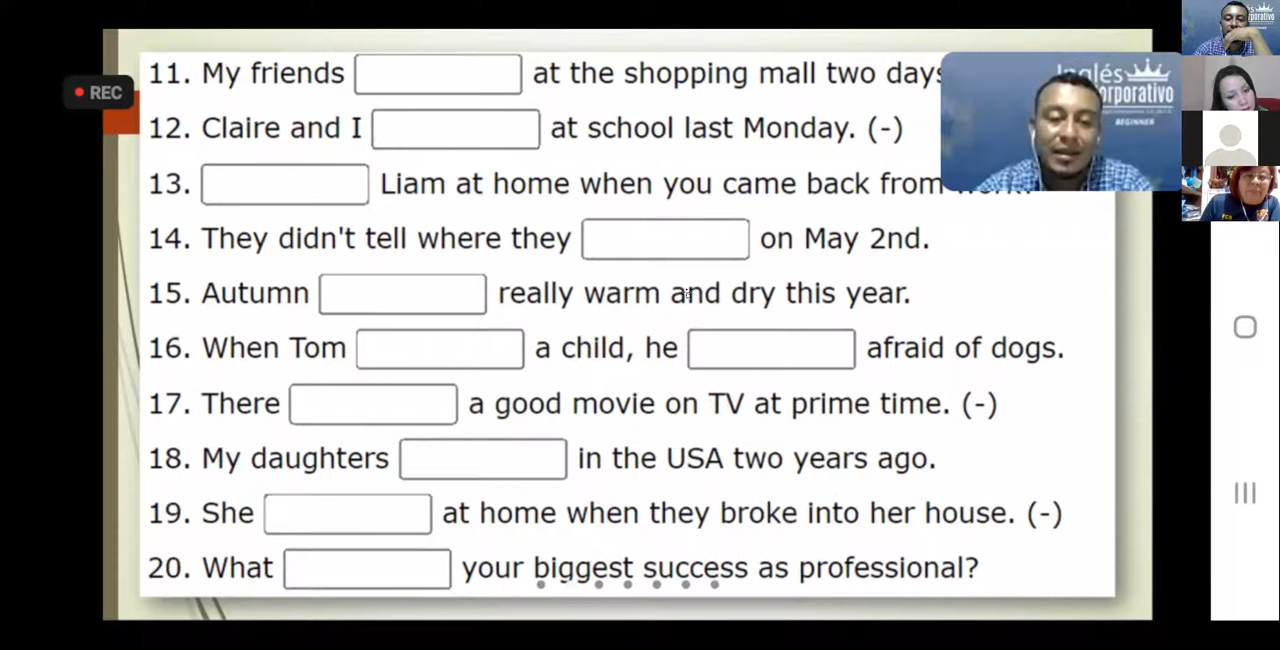 REC
11. My friends at the shopping mall two days
12. Claire and I at school last Monday. (-)
13. Liam at home when you came back from
14. They didn't tell where they on May 2nd.
15. Autumn really warm and dry this year.
16. When Tom a child, he afraid of dogs.
17. There a good movie on TV at prime time. (-)
18. My daughters in the USA two years ago.
19. She at home when they broke into her house. (-)
20. What your biggest success as professional?
Inglés
orporativo
BEGINNER
és
rporativo